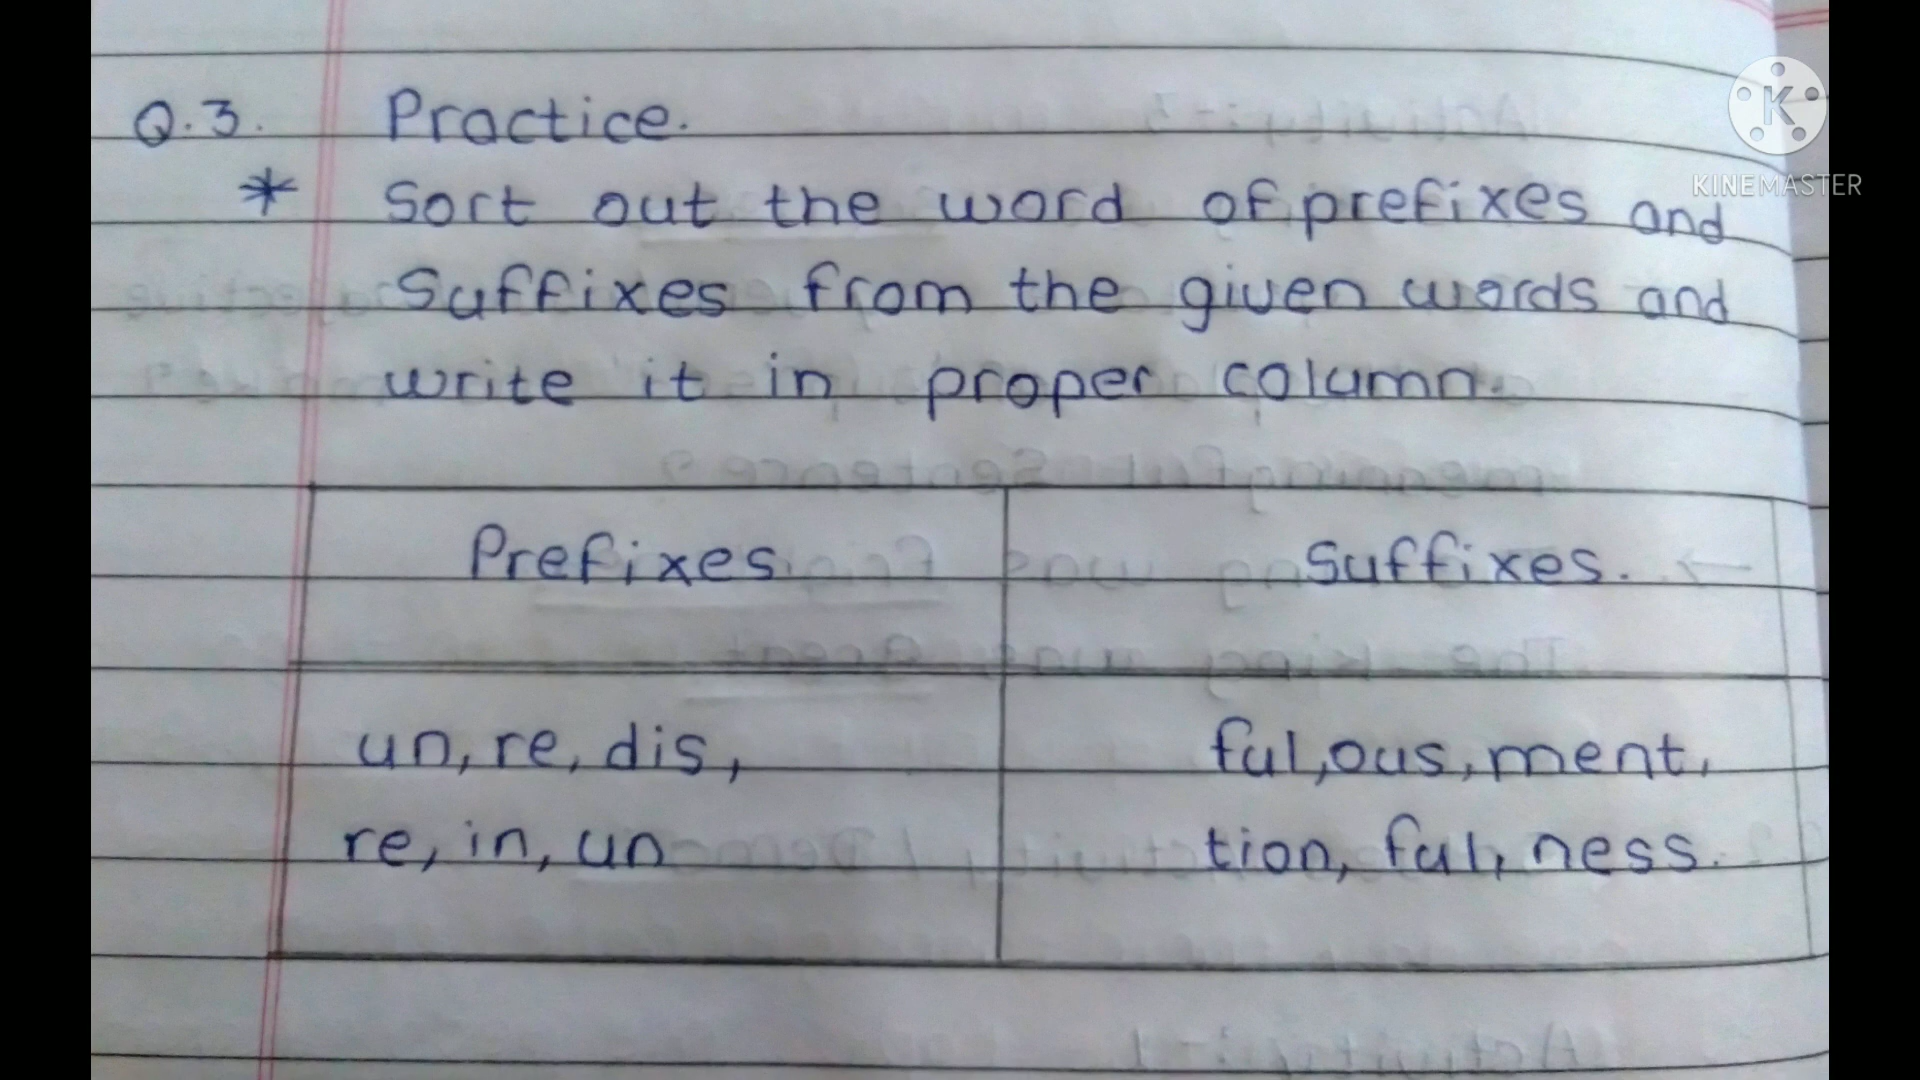 Q.3. Practice.
* Sort out the word of prefixes and
Suffixes from the given words and
write it in proper column.
Prefixes Suffixes.
un, re, dis, ful, ous, ment,
re, in, un tion, ful, ness.
KINEMASTER